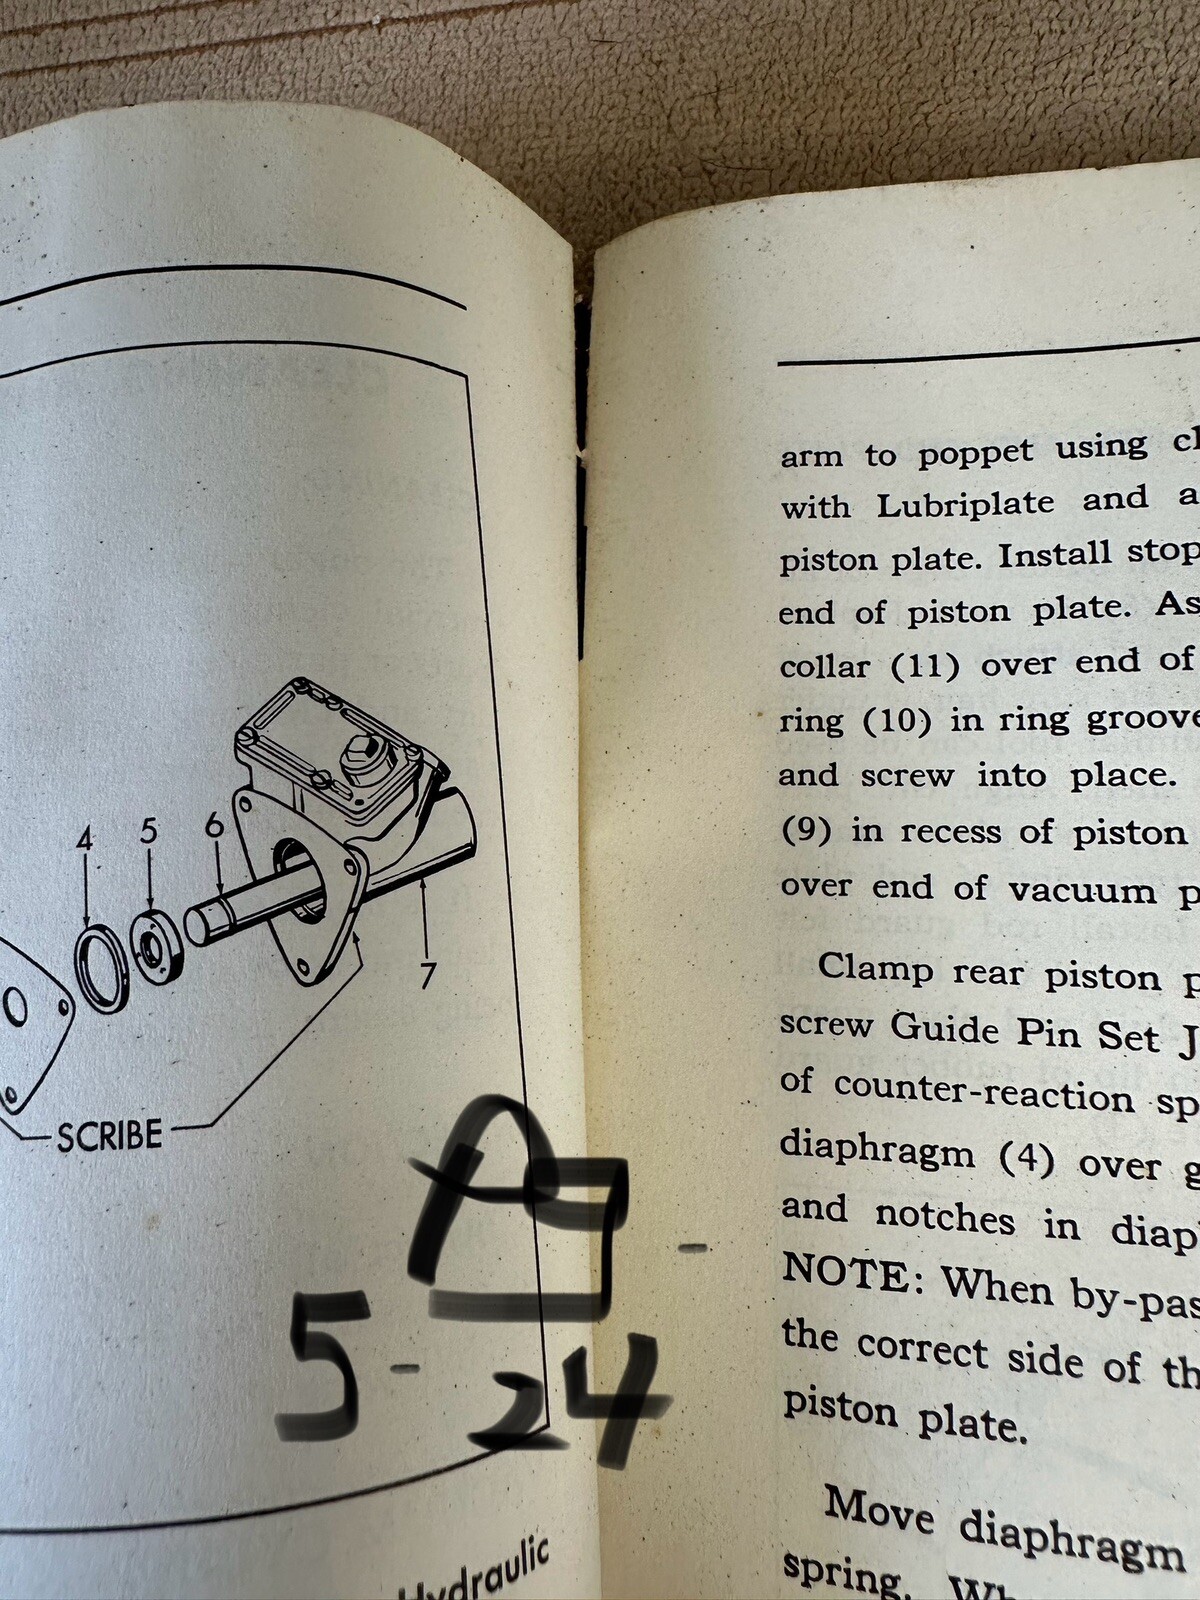 4 5 6
7
SCRIBE
5-24
Hydraulic
arm to poppet using
with Lubriplate and
piston plate. Install stop
end of piston plate. As
collar (11) over end of
ring (10) in ring groove
and screw into place.
(9) in recess of piston
over end of vacuum p
Clamp rear piston p
screw Guide Pin Set J
of counter-reaction sp
diaphragm (4) over g
and notches in diap
NOTE: When by-pas
the correct side of th
piston plate.
Move diaphragm
spring. Wh